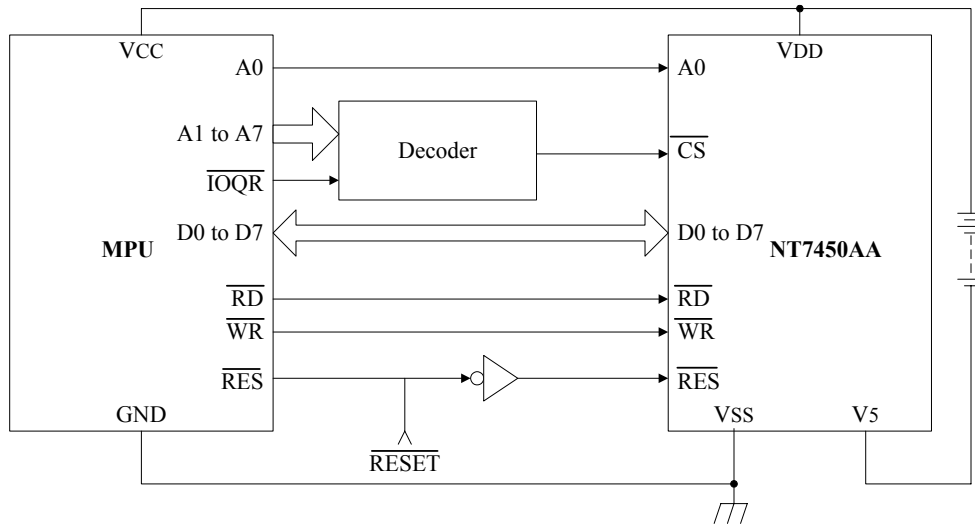 VCC
VDD
A0
A0
A1 to A7
Decoder
CS
IOQR
D0 to D7
D0 to D7
MPU
NT7450AA
RD
RD
WR
WR
RES
RES
GND
VSS
V5
RESET